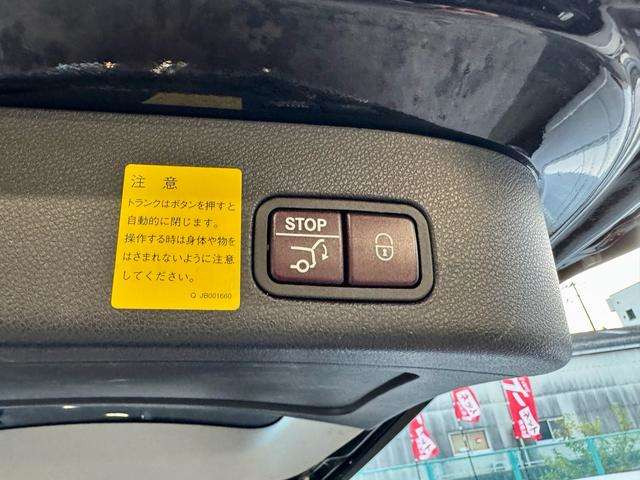 注 意
トランクはボタンを押すと
自動的に閉じます。
操作する時は身体や物を
はさまれないように注意
してください。
Q JB001660
STOP